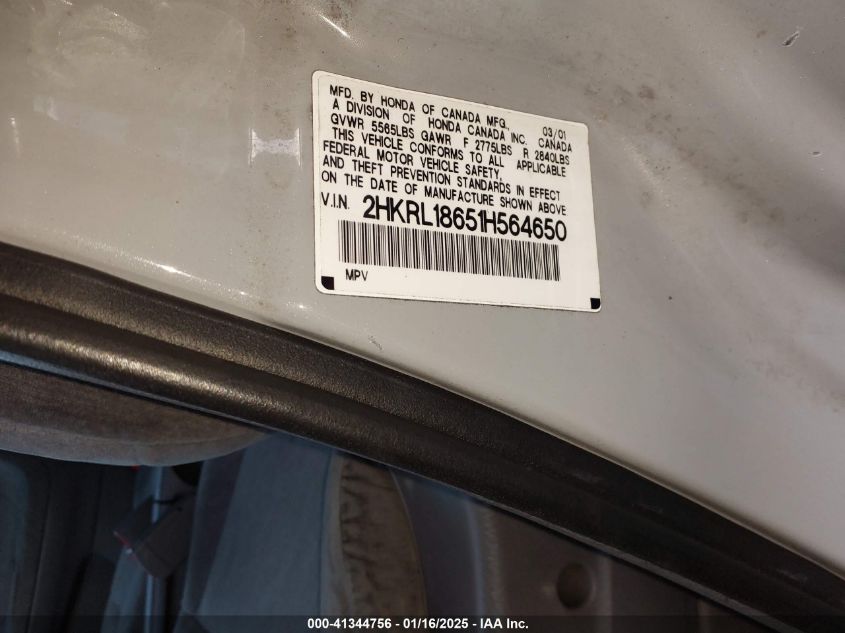 MFD. BY HONDA OF CANADA MFG. 03/01
A DIVISION OF HONDA CANADA INC. CANADA
GVWR 5565LBS GAWR F 2775LBS R 2840LBS
THIS VEHICLE CONFORMS TO ALL APPLICABLE
FEDERAL MOTOR VEHICLE SAFETY,
AND THEFT PREVENTION STANDARDS IN EFFECT
ON THE DATE OF MANUFACTURE SHOWN ABOVE
V.I.N. 2HKRL18651H564650
MPV
000-41344756 - 01/16/2025 - IAA Inc.